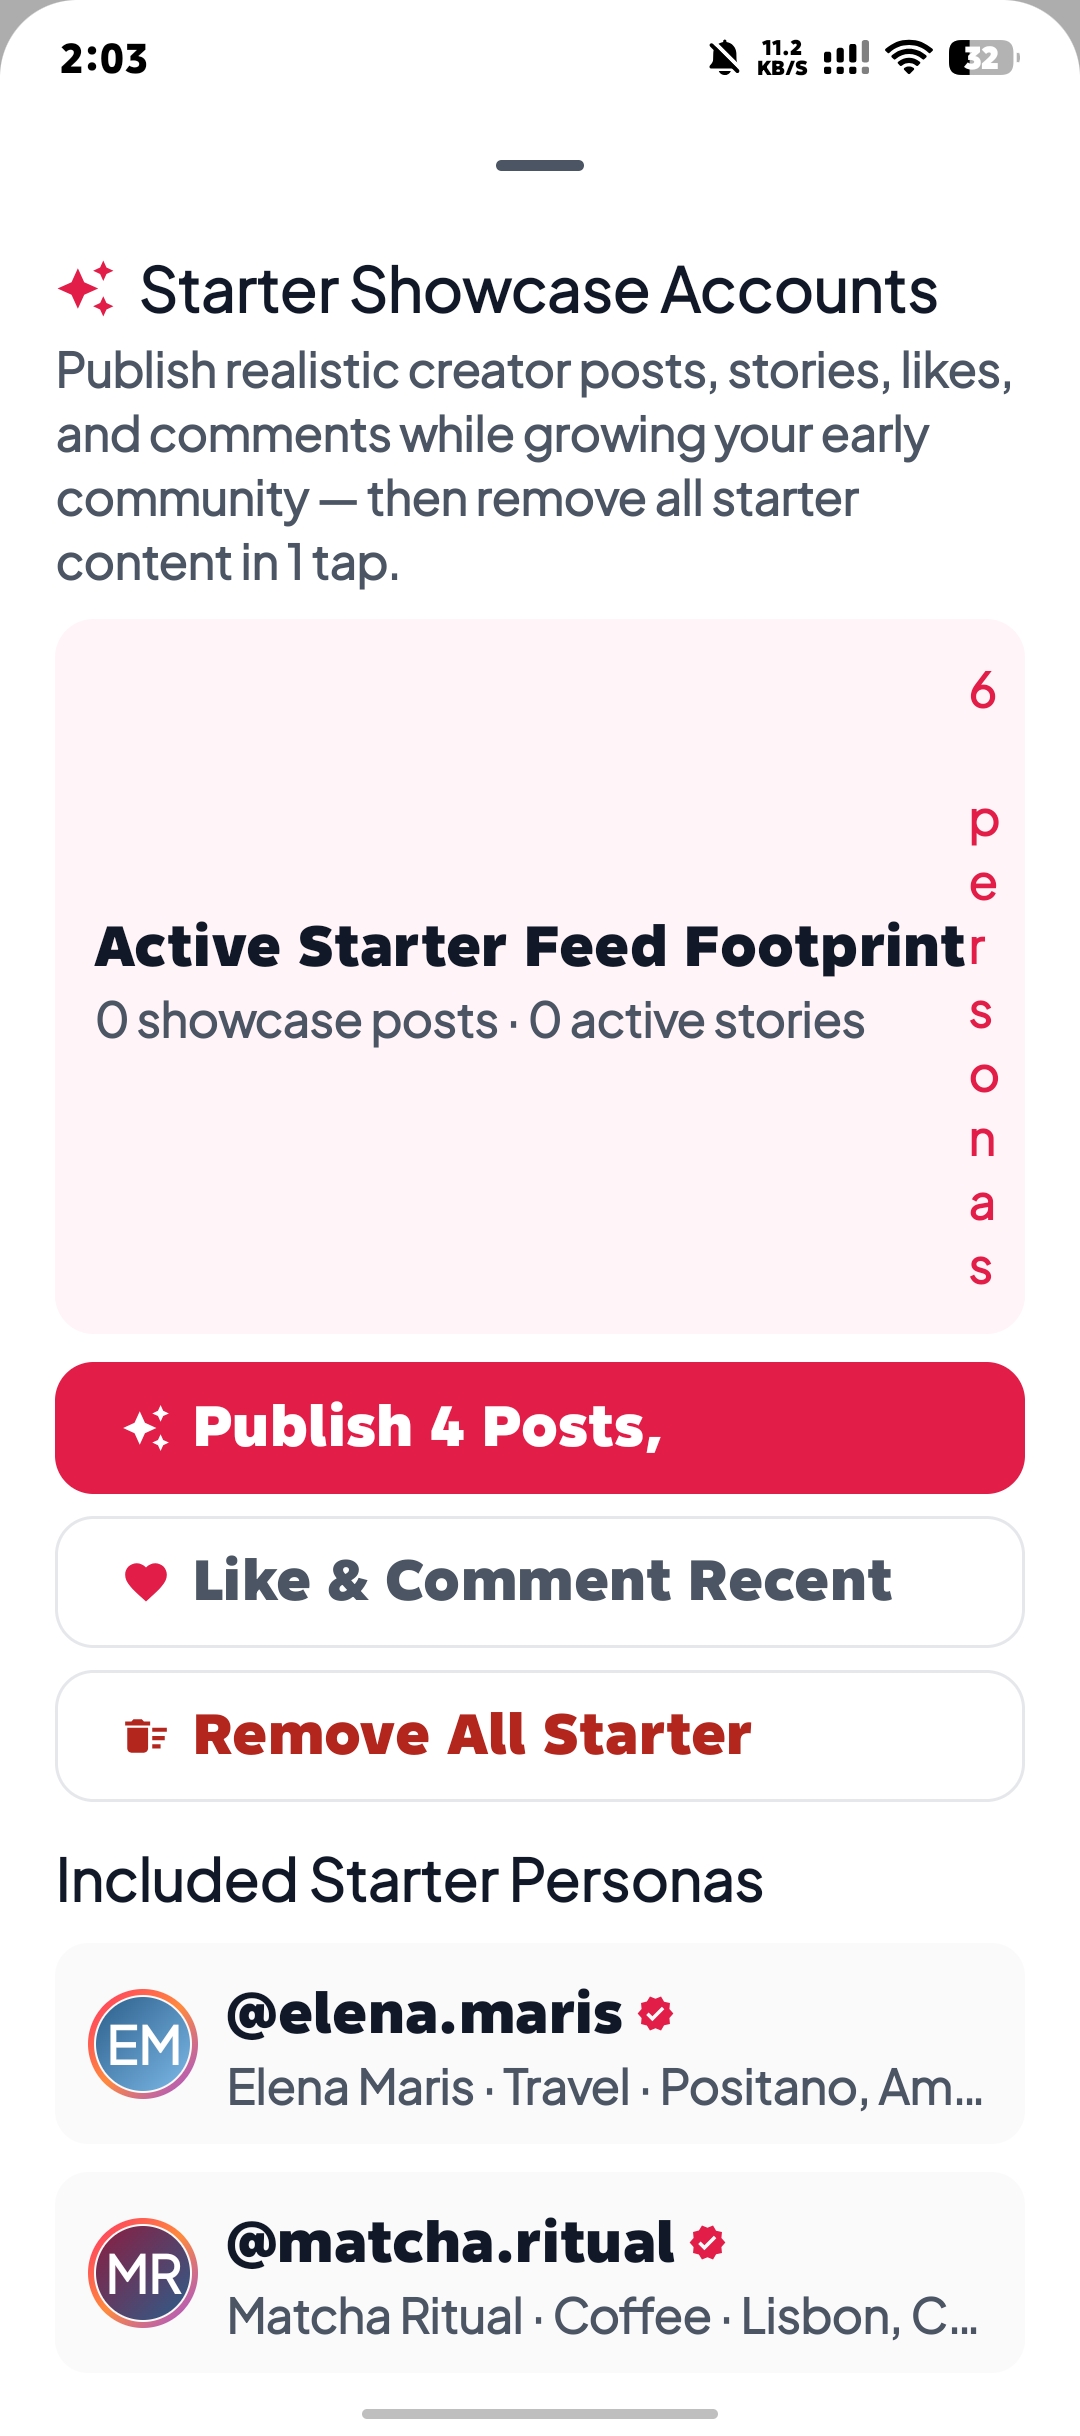 2:03
11.2
KB/S
32
Starter Showcase Accounts
Publish realistic creator posts, stories, likes,
and comments while growing your early
community — then remove all starter
content in 1 tap.
Active Starter Feed Footprint
0 showcase posts · 0 active stories
6
p
e
r
s
o
n
a
s
Publish 4 Posts,
Like & Comment Recent
Remove All Starter
Included Starter Personas
EM
@elena.maris
Elena Maris · Travel · Positano, Am...
MR
@matcha.ritual
Matcha Ritual · Coffee · Lisbon, C...